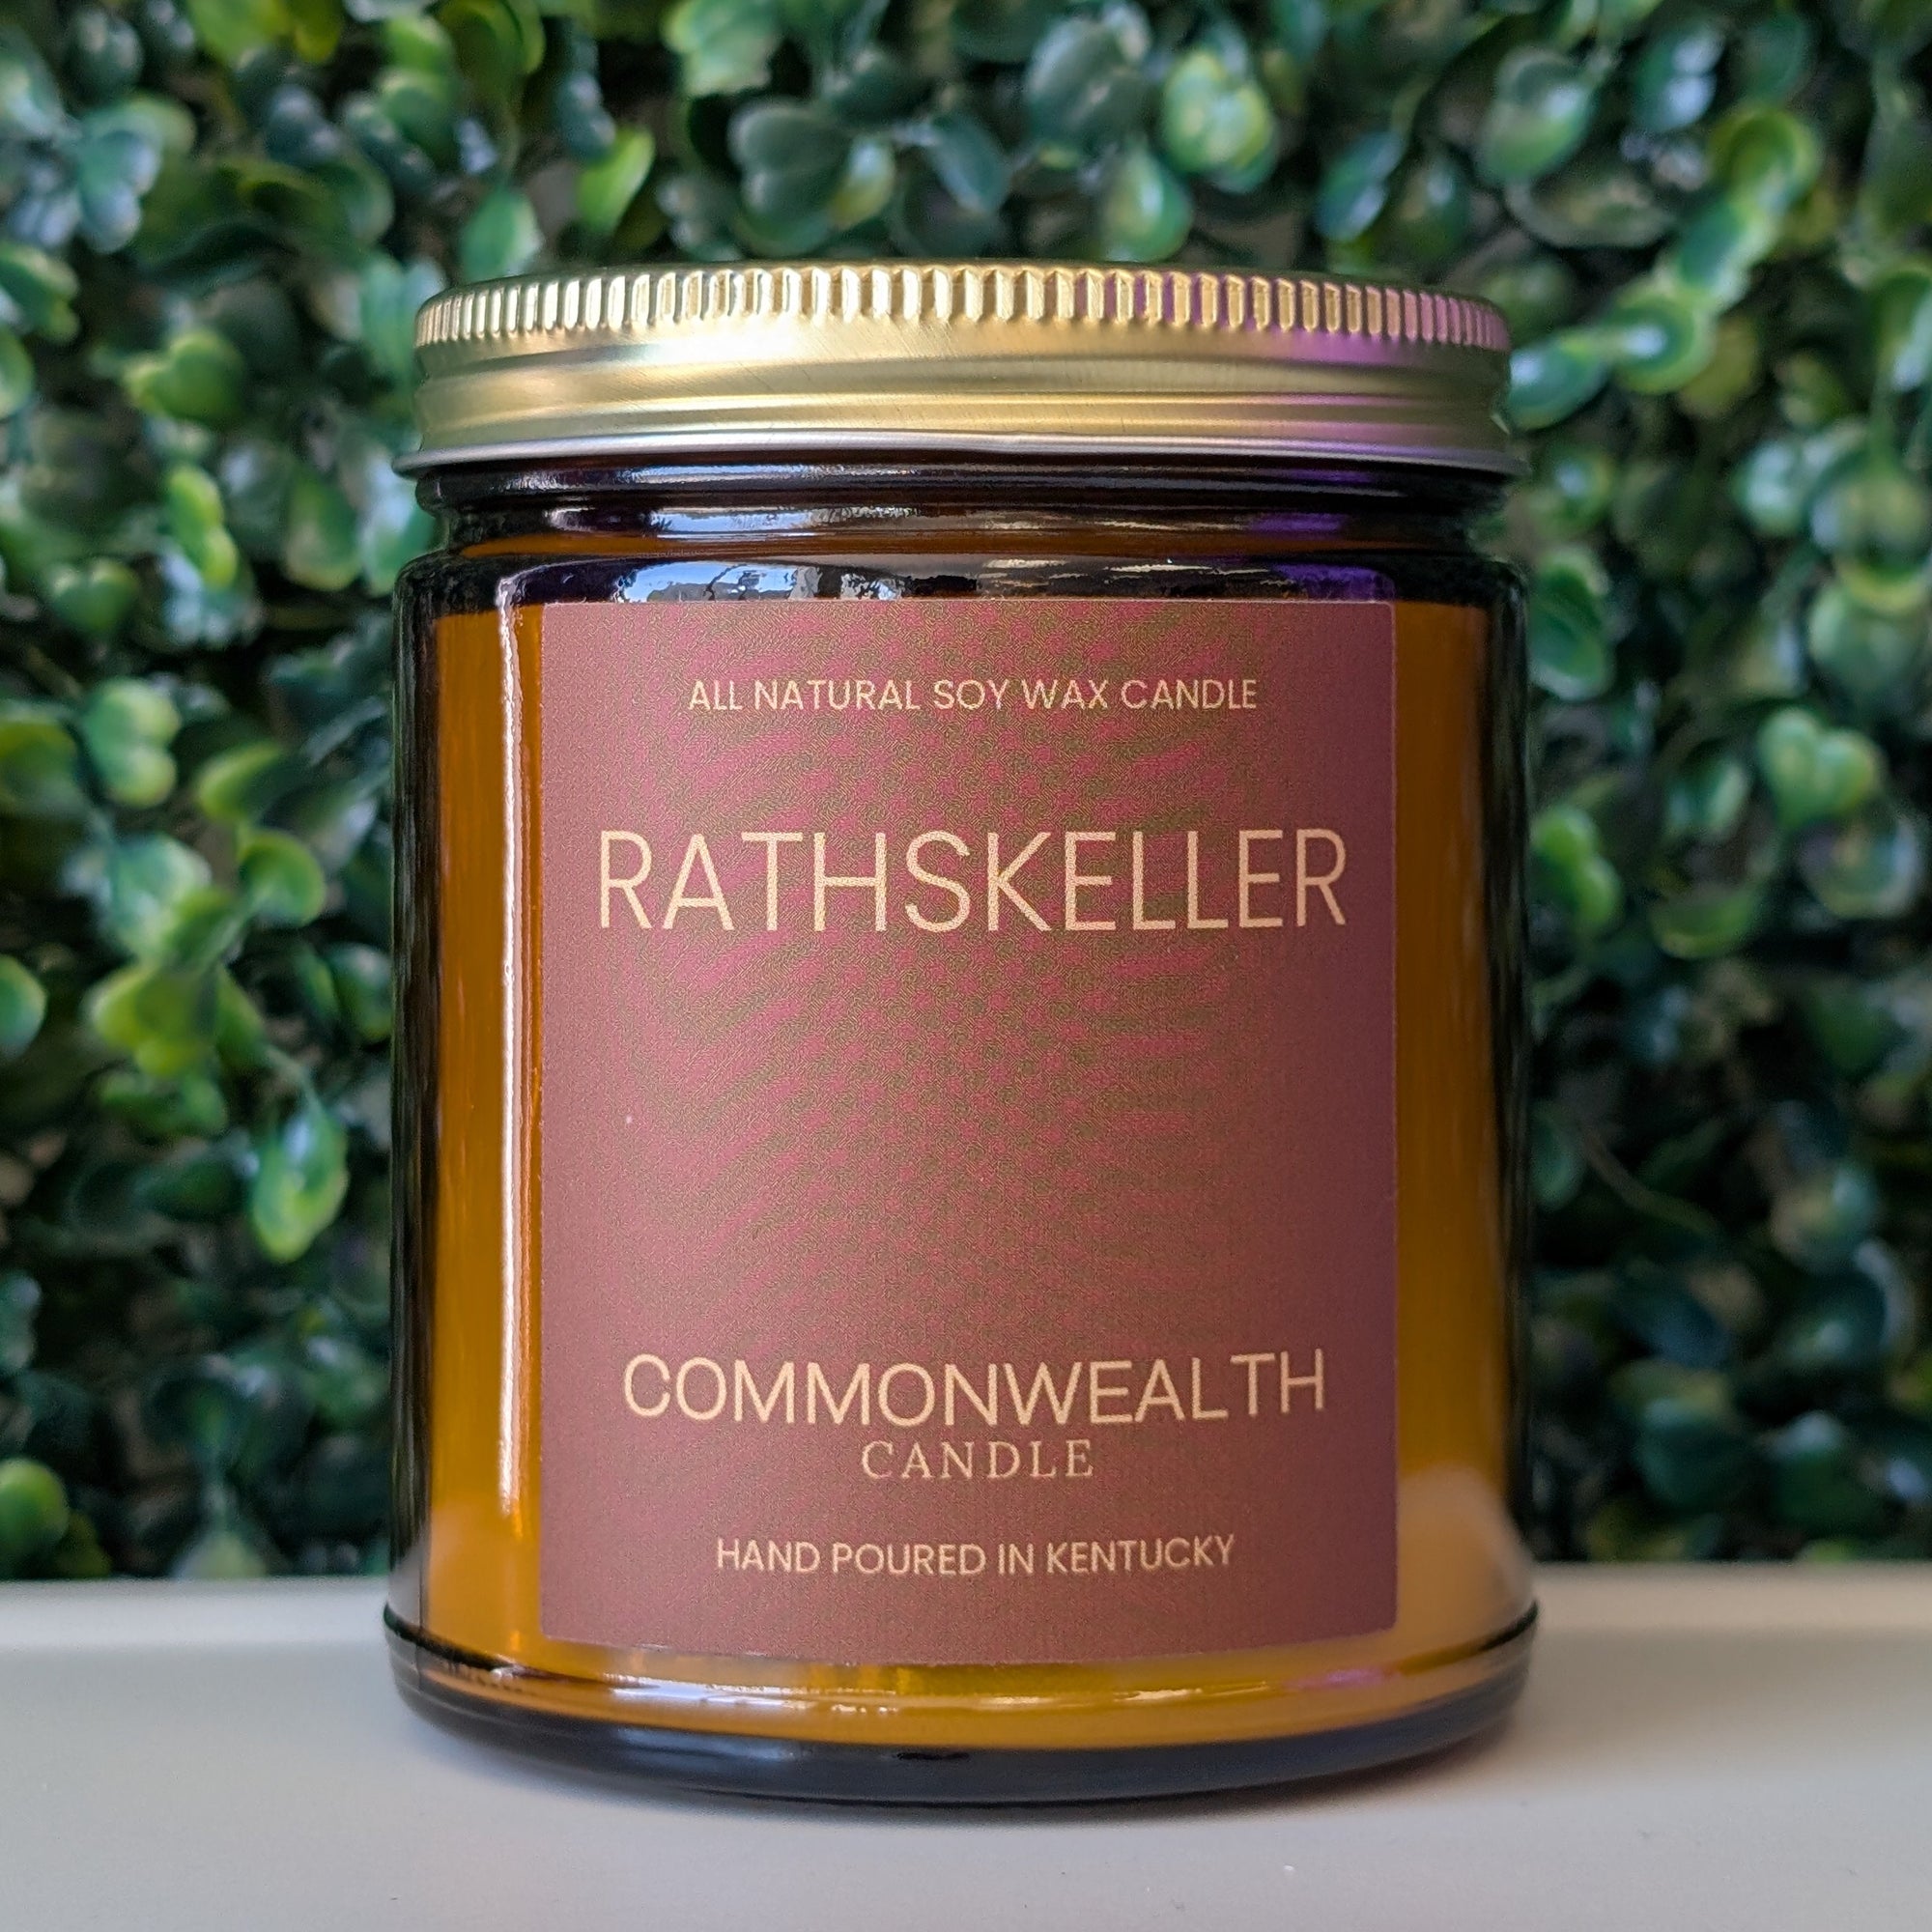 ALL NATURAL SOY WAX CANDLE
RATHSKELLER
COMMONWEALTH
CANDLE
HAND POURED IN KENTUCKY